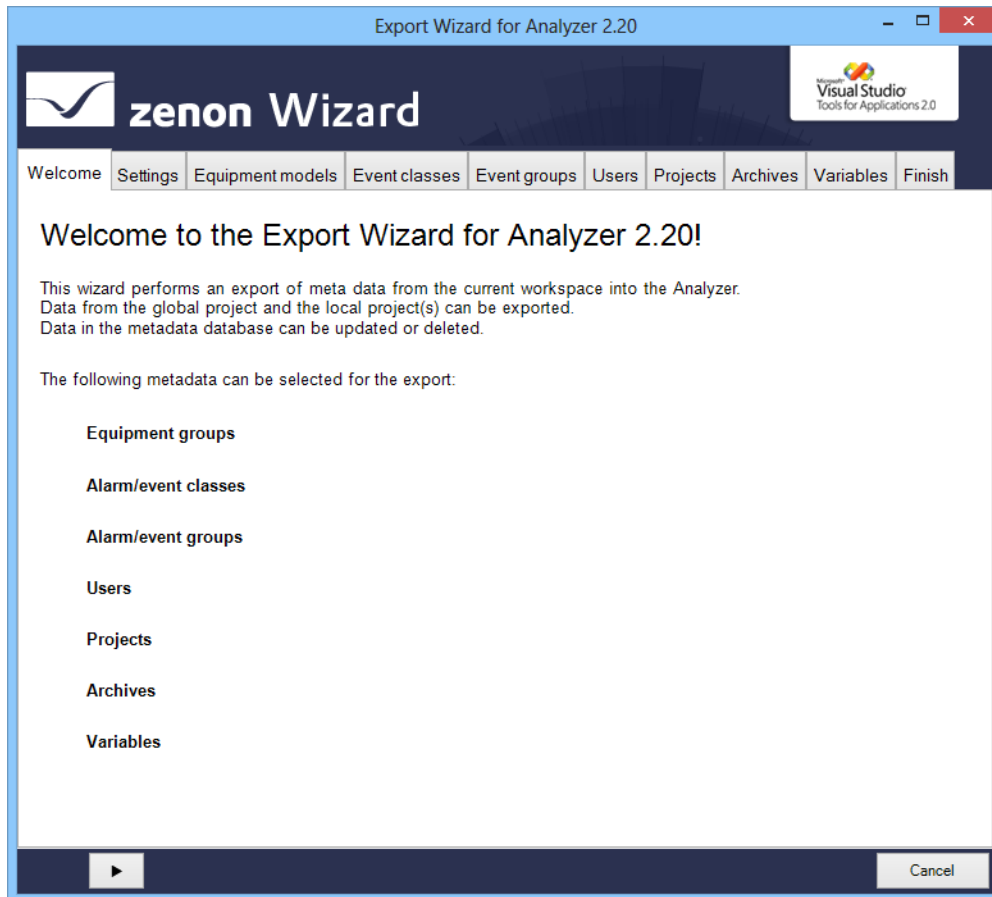 Export Wizard for Analyzer 2.20
zenon Wizard
Microsoft
Visual Studio
Tools for Applications 2.0
Welcome Settings Equipment models Event classes Event groups Users Projects Archives Variables Finish
Welcome to the Export Wizard for Analyzer 2.20!
This wizard performs an export of meta data from the current workspace into the Analyzer.
Data from the global project and the local project(s) can be exported.
Data in the metadata database can be updated or deleted.
The following metadata can be selected for the export:
Equipment groups
Alarm/event classes
Alarm/event groups
Users
Projects
Archives
Variables
Cancel